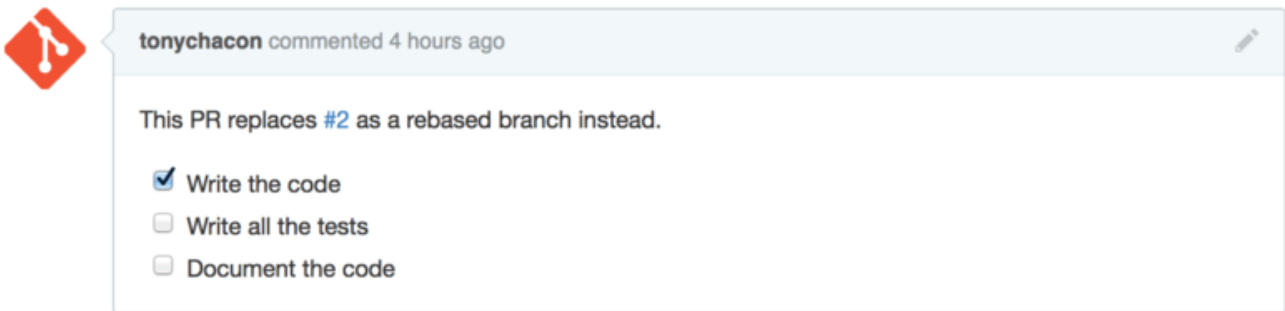 tonychacon commented 4 hours ago
This PR replaces #2 as a rebased branch instead.
Write the code
Write all the tests
Document the code